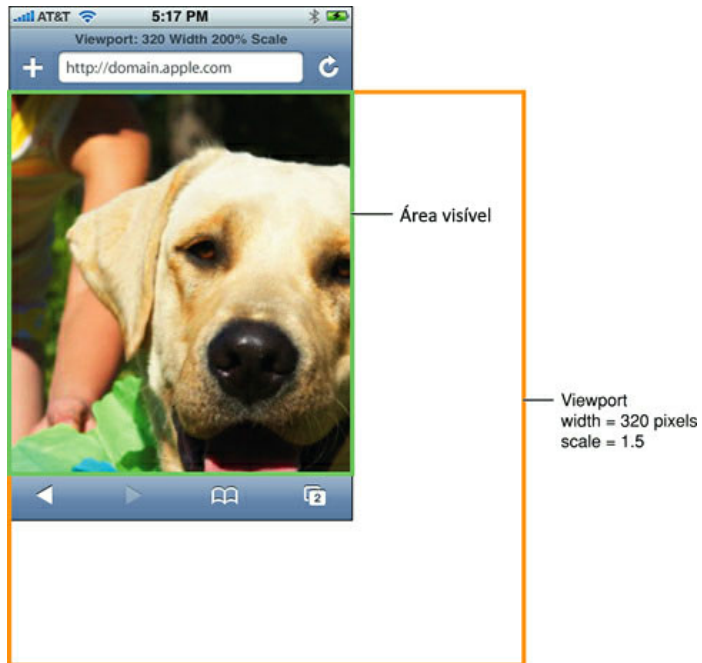 AT&T 5:17 PM
Viewport: 320 Width 200% Scale
http://domain.apple.com
Área visível
Viewport
width = 320 pixels
scale = 1.5
2